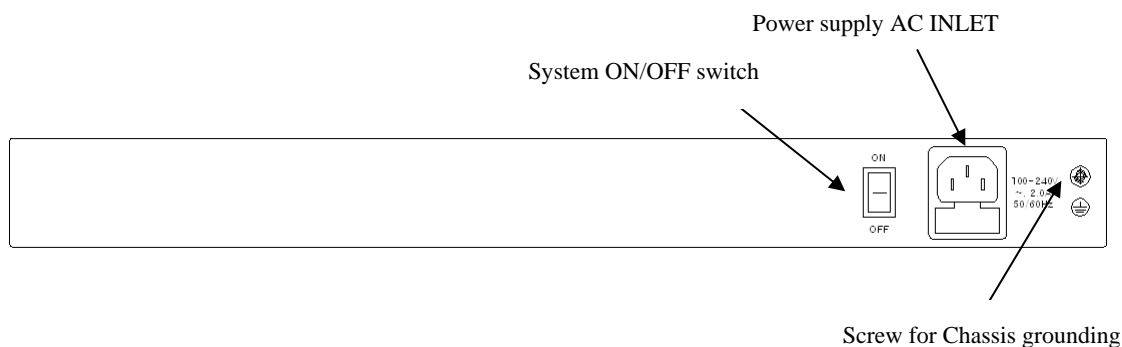 Power supply AC INLET
System ON/OFF switch
ON
OFF
100-240V
~, 2.0A
50/60Hz
Screw for Chassis grounding